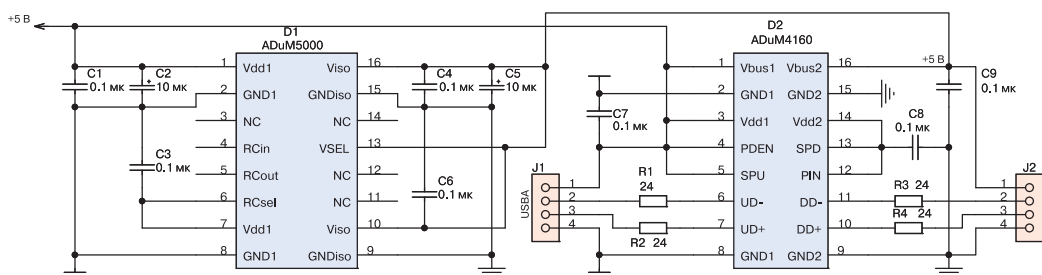 +5 В
D1
ADuM5000
D2
ADuM4160
C1
0.1 мк
C2
+
10 мк
C3
0.1 мк
1 Vdd1 Viso 16
2 GND1 GNDiso 15
3 NC NC 14
4 RCin VSEL 13
5 RCout NC 12
6 RCsel NC 11
7 Vdd1 Viso 10
8 GND1 GNDiso 9
C4
0.1 мк
C5
+
10 мк
C6
0.1 мк
C7
0.1 мк
J1
USBA
1
2
3
4
R1
24
R2 24
1 Vbus1 Vbus2 16
2 GND1 GND2 15
3 Vdd1 Vdd2 14
4 PDEN SPD 13
5 SPU PIN 12
6 UD- DD- 11
7 UD+ DD+ 10
8 GND1 GND2 9
+5 В
C9
0.1 мк
C8
0.1 мк
R3 24
R4 24
J2
1
2
3
4